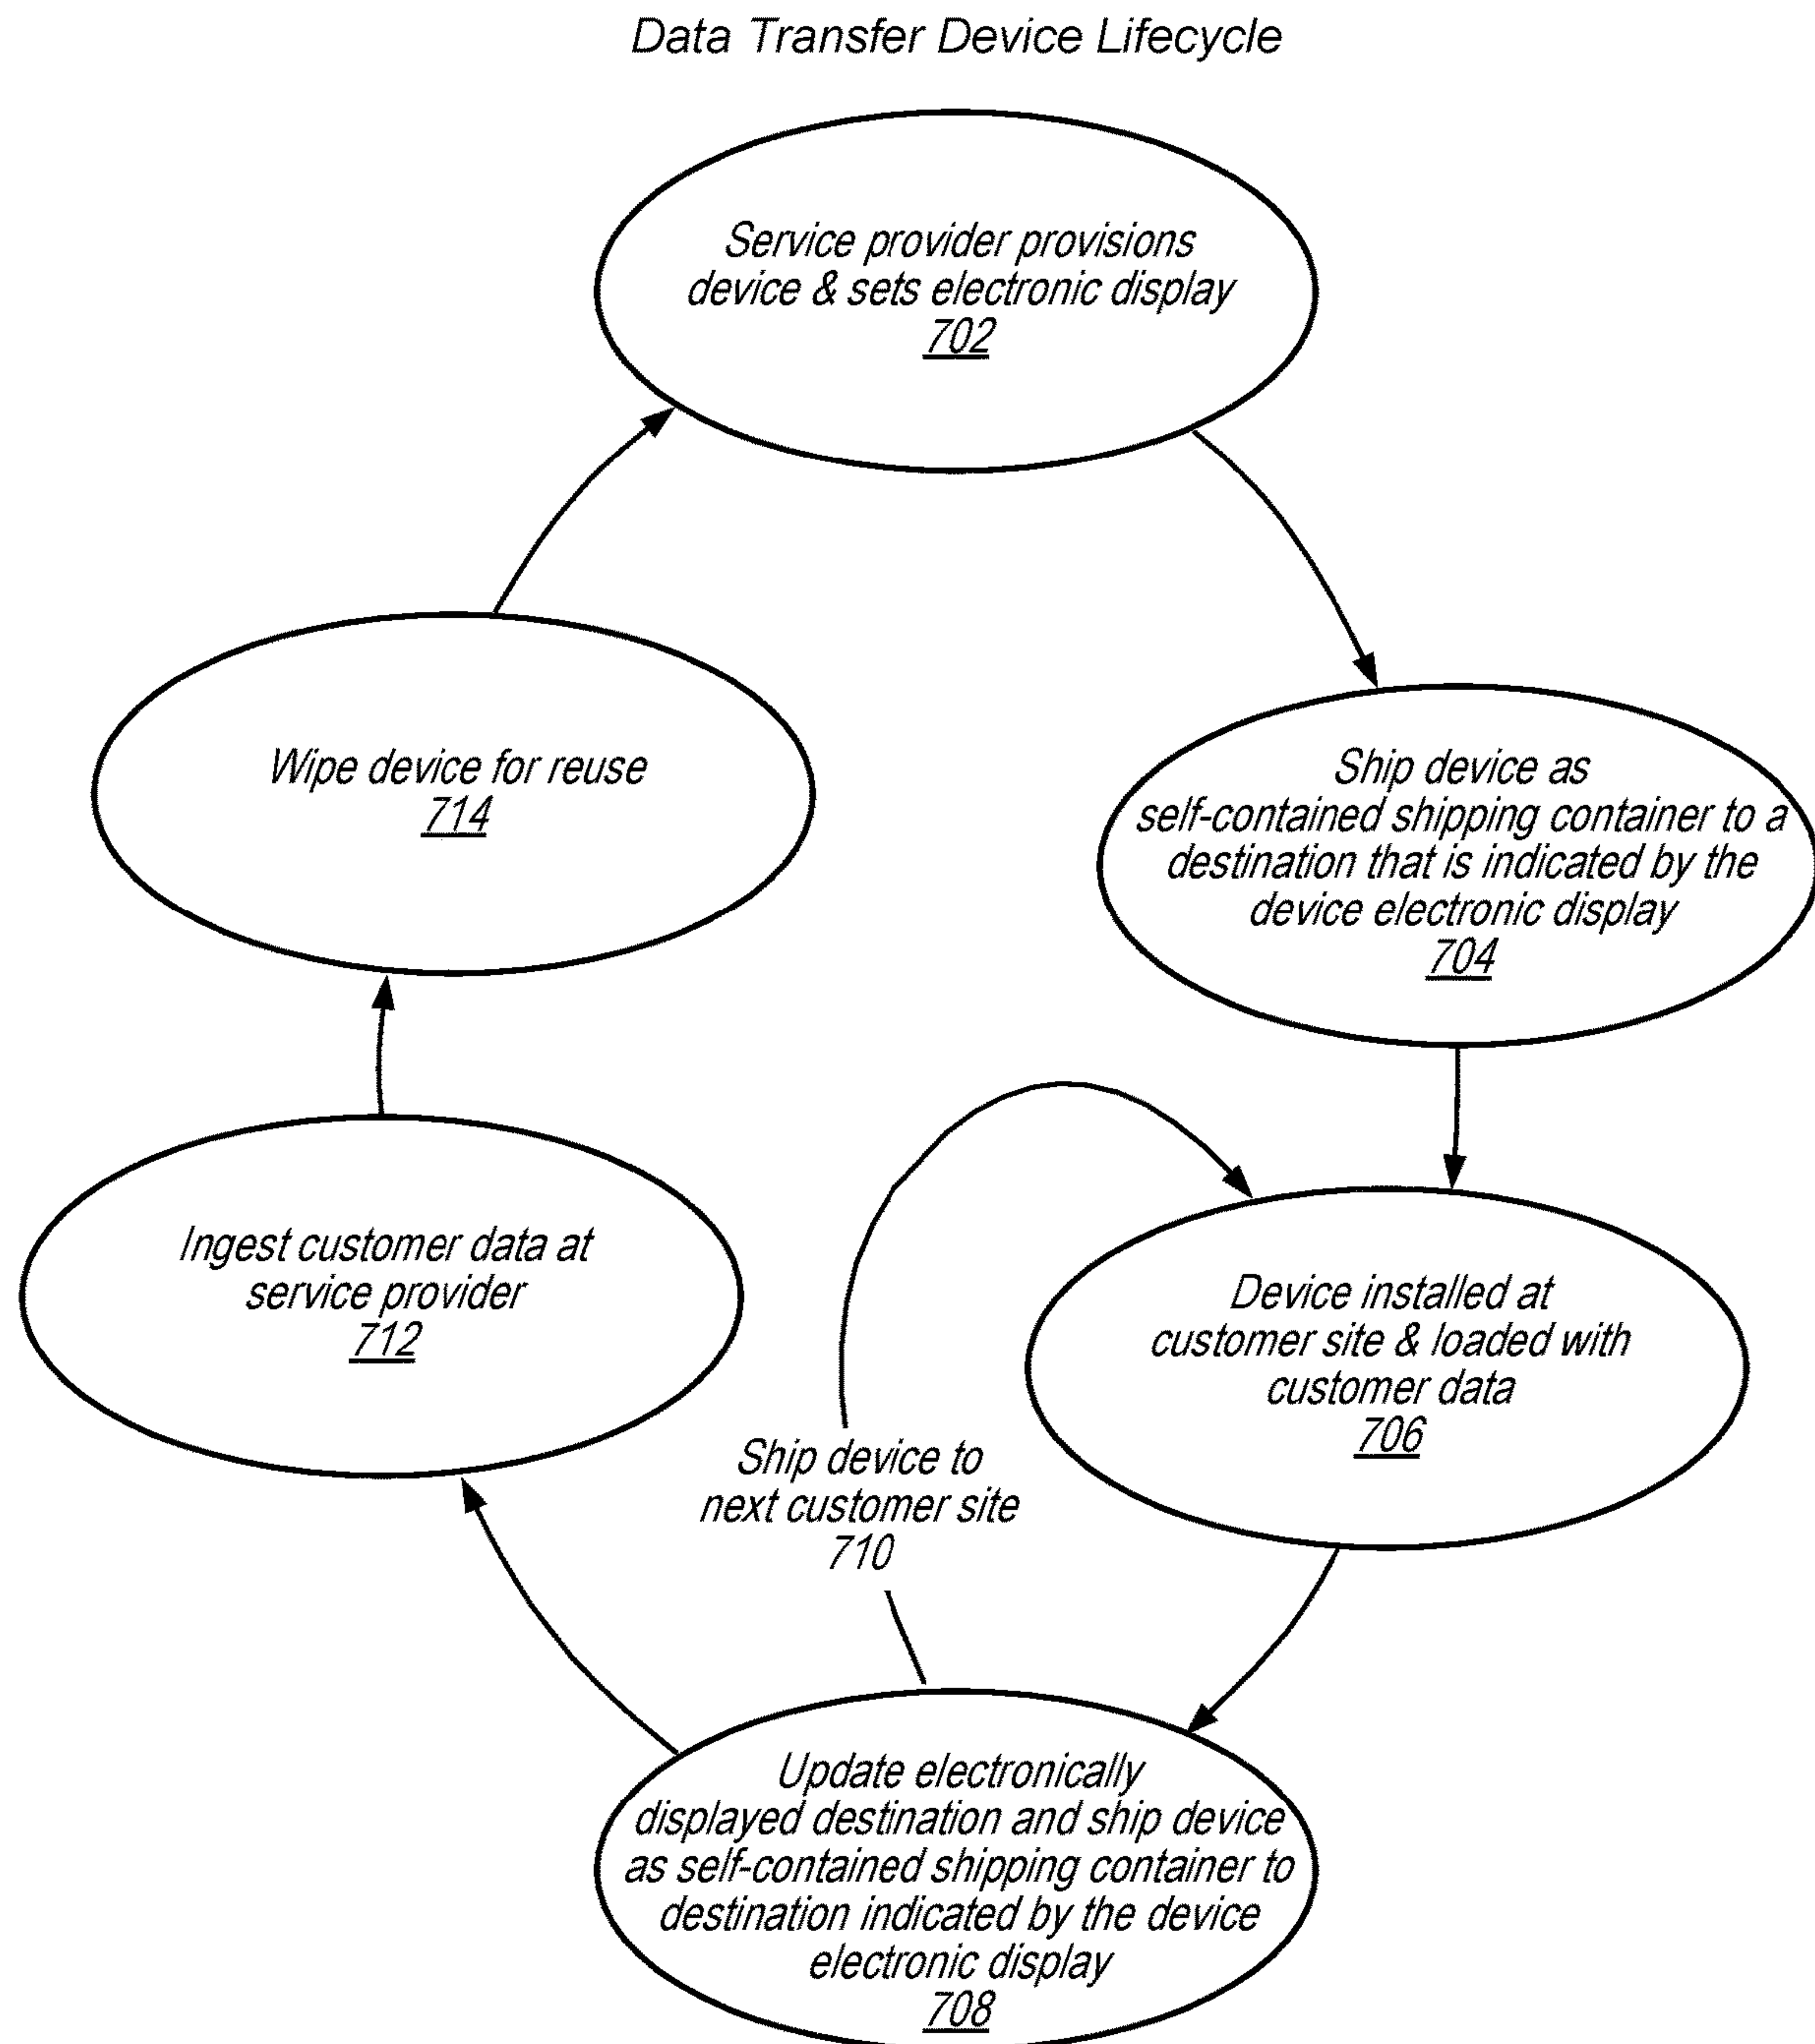 Data Transfer Device Lifecycle
Service provider provisions
device & sets electronic display
702
Ship device as
self-contained shipping container to a
destination that is indicated by the
device electronic display
704
Device installed at
customer site & loaded with
customer data
706
Update electronically
displayed destination and ship device
as self-contained shipping container to
destination indicated by the device
electronic display
708
Ship device to
next customer site
710
Ingest customer data at
service provider
712
Wipe device for reuse
714